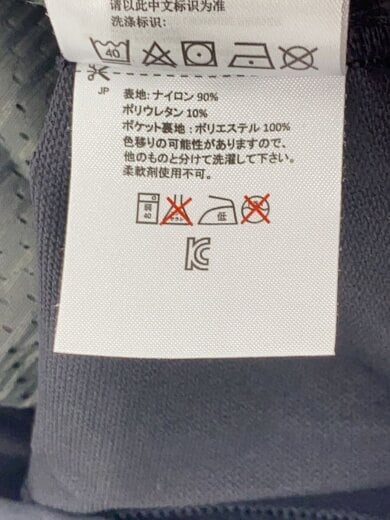 请以此中文标识为准
洗涤标识:
40
JP 表地: ナイロン 90%
ポリウレタン 10%
ポケット裏地: ポリエステル 100%
色移りの可能性がありますので、
他のものと分けて洗濯して下さい。
柔軟剤使用不可。
弱 40 低